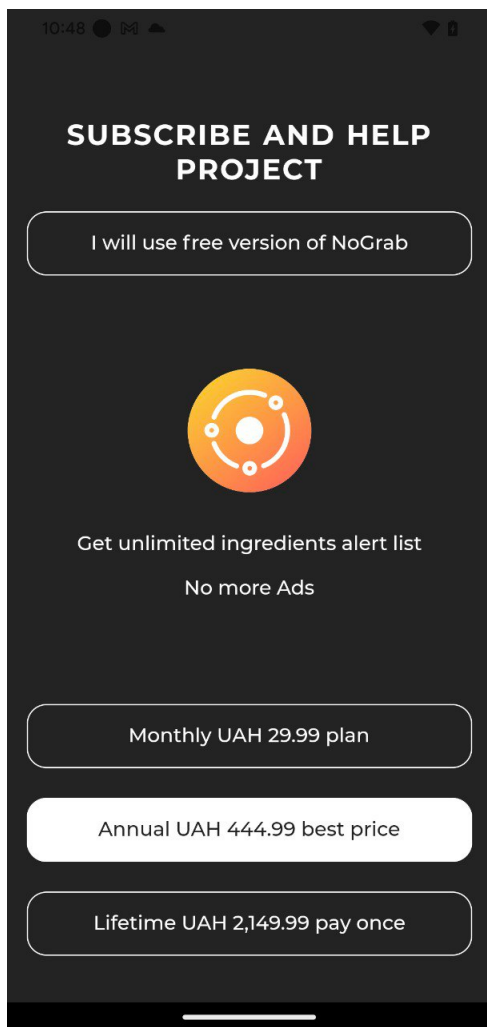 10:48
SUBSCRIBE AND HELP
PROJECT
I will use free version of NoGrab
Get unlimited ingredients alert list
No more Ads
Monthly UAH 29.99 plan
Annual UAH 444.99 best price
Lifetime UAH 2,149.99 pay once